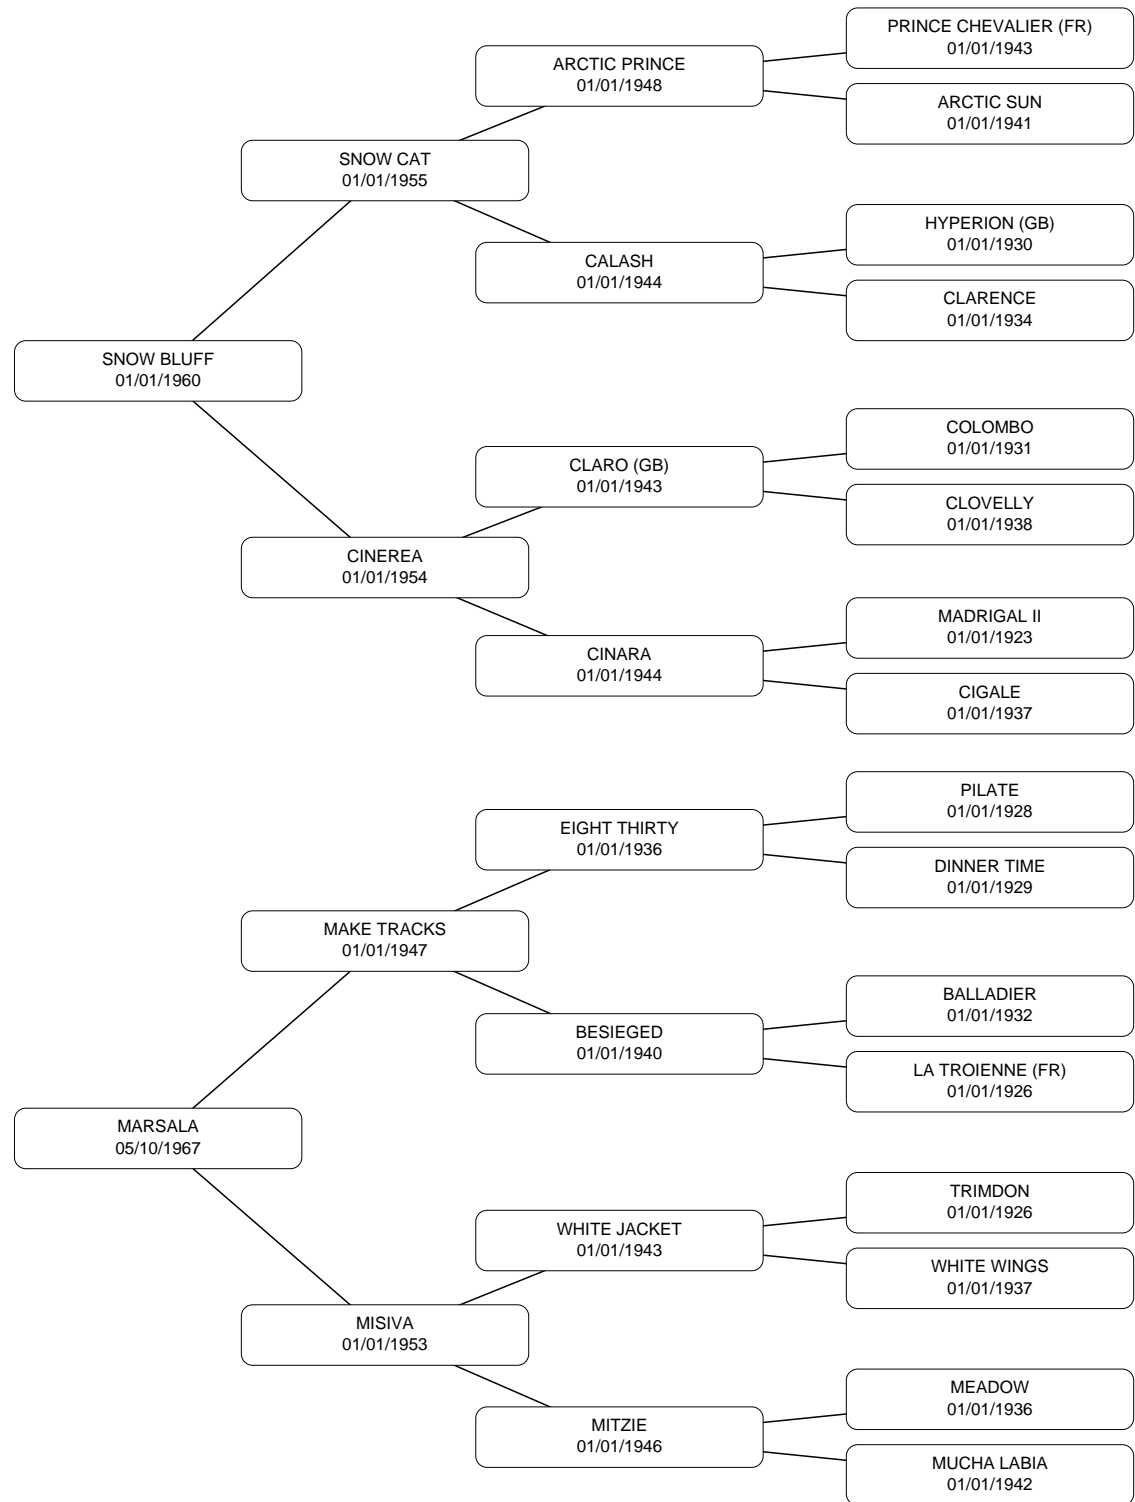 PRINCE CHEVALIER (FR)
01/01/1943
ARCTIC PRINCE
01/01/1948
ARCTIC SUN
01/01/1941
SNOW CAT
01/01/1955
HYPERION (GB)
01/01/1930
CALASH
01/01/1944
CLARENCE
01/01/1934
SNOW BLUFF
01/01/1960
COLOMBO
01/01/1931
CLARO (GB)
01/01/1943
CLOVELLY
01/01/1938
CINEREA
01/01/1954
MADRIGAL II
01/01/1923
CINARA
01/01/1944
CIGALE
01/01/1937
PILATE
01/01/1928
EIGHT THIRTY
01/01/1936
DINNER TIME
01/01/1929
MAKE TRACKS
01/01/1947
BALLADIER
01/01/1932
BESIEGED
01/01/1940
LA TROIENNE (FR)
01/01/1926
MARSALA
05/10/1967
TRIMDON
01/01/1926
WHITE JACKET
01/01/1943
WHITE WINGS
01/01/1937
MISIVA
01/01/1953
MEADOW
01/01/1936
MITZIE
01/01/1946
MUCHA LABIA
01/01/1942